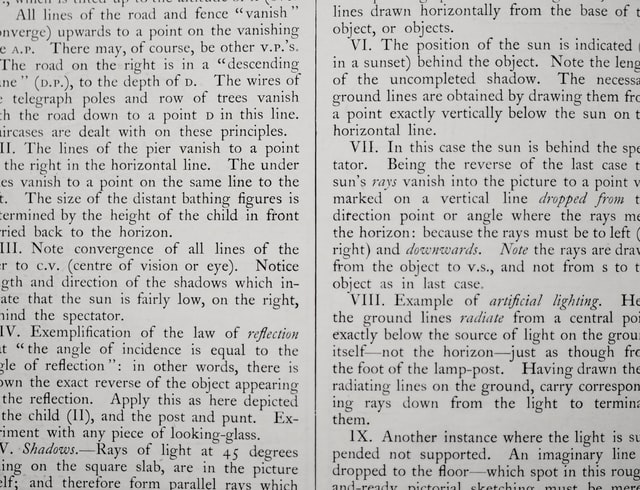 All lines of the road and fence “vanish”
onverge) upwards to a point on the vanishing
e A.P. There may, of course, be other V.P.'s.
The road on the right is in a “descending
ane” (D.P.), to the depth of D. The wires of
e telegraph poles and row of trees vanish
th the road down to a point D in this line.
aircases are dealt with on these principles.
II. The lines of the pier vanish to a point
the right in the horizontal line. The under
es vanish to a point on the same line to the
t. The size of the distant bathing figures is
termined by the height of the child in front
rried back to the horizon.
III. Note convergence of all lines of the
er to C.V. (centre of vision or eye). Notice
gth and direction of the shadows which in-
ate that the sun is fairly low, on the right,
hind the spectator.
IV. Exemplification of the law of reflection
at “the angle of incidence is equal to the
gle of reflection”: in other words, there is
own the exact reverse of the object appearing
the reflection. Apply this as here depicted
the child (II), and the post and punt. Ex-
riment with any piece of looking-glass.
V. Shadows.—Rays of light at 45 degrees
ing on the square slab, are in the picture
elf; and therefore form parallel rays which
lines drawn horizontally from the base of t
object, or objects.
VI. The position of the sun is indicated (
in a sunset) behind the object. Note the leng
of the uncompleted shadow. The necessa
ground lines are obtained by drawing them fro
a point exactly vertically below the sun on t
horizontal line.
VII. In this case the sun is behind the spe
tator. Being the reverse of the last case t
sun's rays vanish into the picture to a point v
marked on a vertical line dropped from t
direction point or angle where the rays me
the horizon: because the rays must be to left (
right) and downwards. Note the rays are draw
from the object to V.S., and not from S to t
object as in last case.
VIII. Example of artificial lighting. He
the ground lines radiate from a central poi
exactly below the source of light on the grou
itself—not the horizon—just as though fro
the foot of the lamp-post. Having drawn the
radiating lines on the ground, carry correspon
ing rays down from the light to termina
them.
IX. Another instance where the light is su
pended not supported. An imaginary line
dropped to the floor—which spot in this roug
and-ready pictorial sketching must be mere